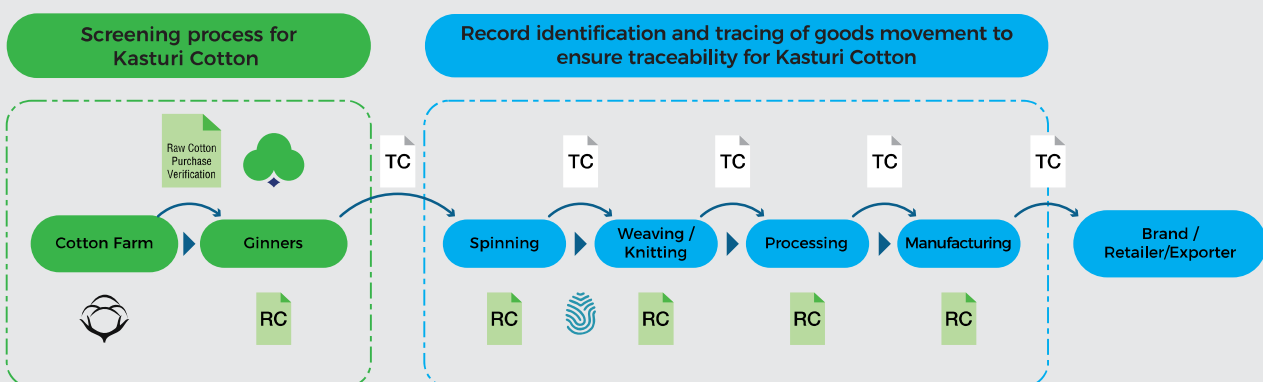 Screening process for
Kasturi Cotton
Record identification and tracing of goods movement to
ensure traceability for Kasturi Cotton
Raw Cotton
Purchase
Verification
TC
TC
TC
TC
TC
Cotton Farm
Ginners
Spinning
Weaving /
Knitting
Processing
Manufacturing
Brand /
Retailer/Exporter
RC
RC
RC
RC
RC